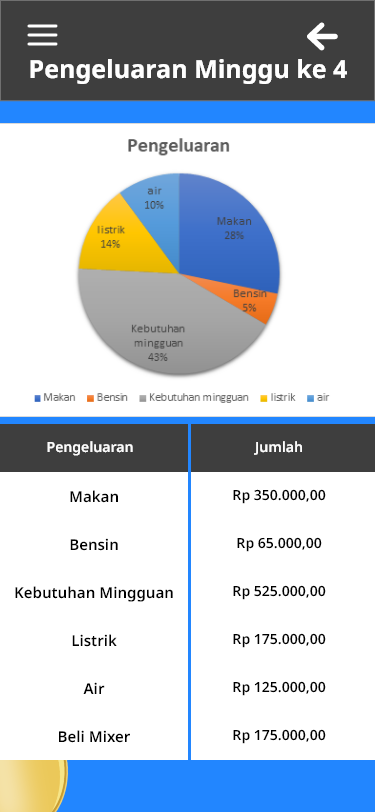 Pengeluaran Minggu ke 4
Pengeluaran
air
10%
Makan
28%
listrik
14%
Bensin
5%
Kebutuhan
mingguan
43%
Makan Bensin Kebutuhan mingguan listrik air
Pengeluaran Jumlah
Makan Rp 350.000,00
Bensin Rp 65.000,00
Kebutuhan Mingguan Rp 525.000,00
Listrik Rp 175.000,00
Air Rp 125.000,00
Beli Mixer Rp 175.000,00